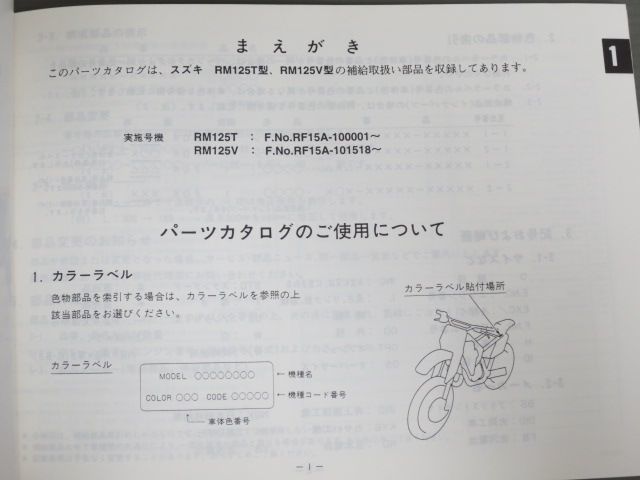 まえがき
1
このパーツカタログは、スズキ RM125T型、RM125V型の補給取扱い部品を収録してあります。
実施号機 RM125T : F.No.RF15A-100001〜
RM125V : F.No.RF15A-101518〜
パーツカタログのご使用について
1. カラーラベル
色物部品を索引する場合は、カラーラベルを参照の上
該当部品をお選びください。
カラーラベル貼付場所
カラーラベル
MODEL ○○○○○○○○ ←機種名
COLOR ○○○ CODE ○○○○○ ←機種コード番号
車体色番号
−1−